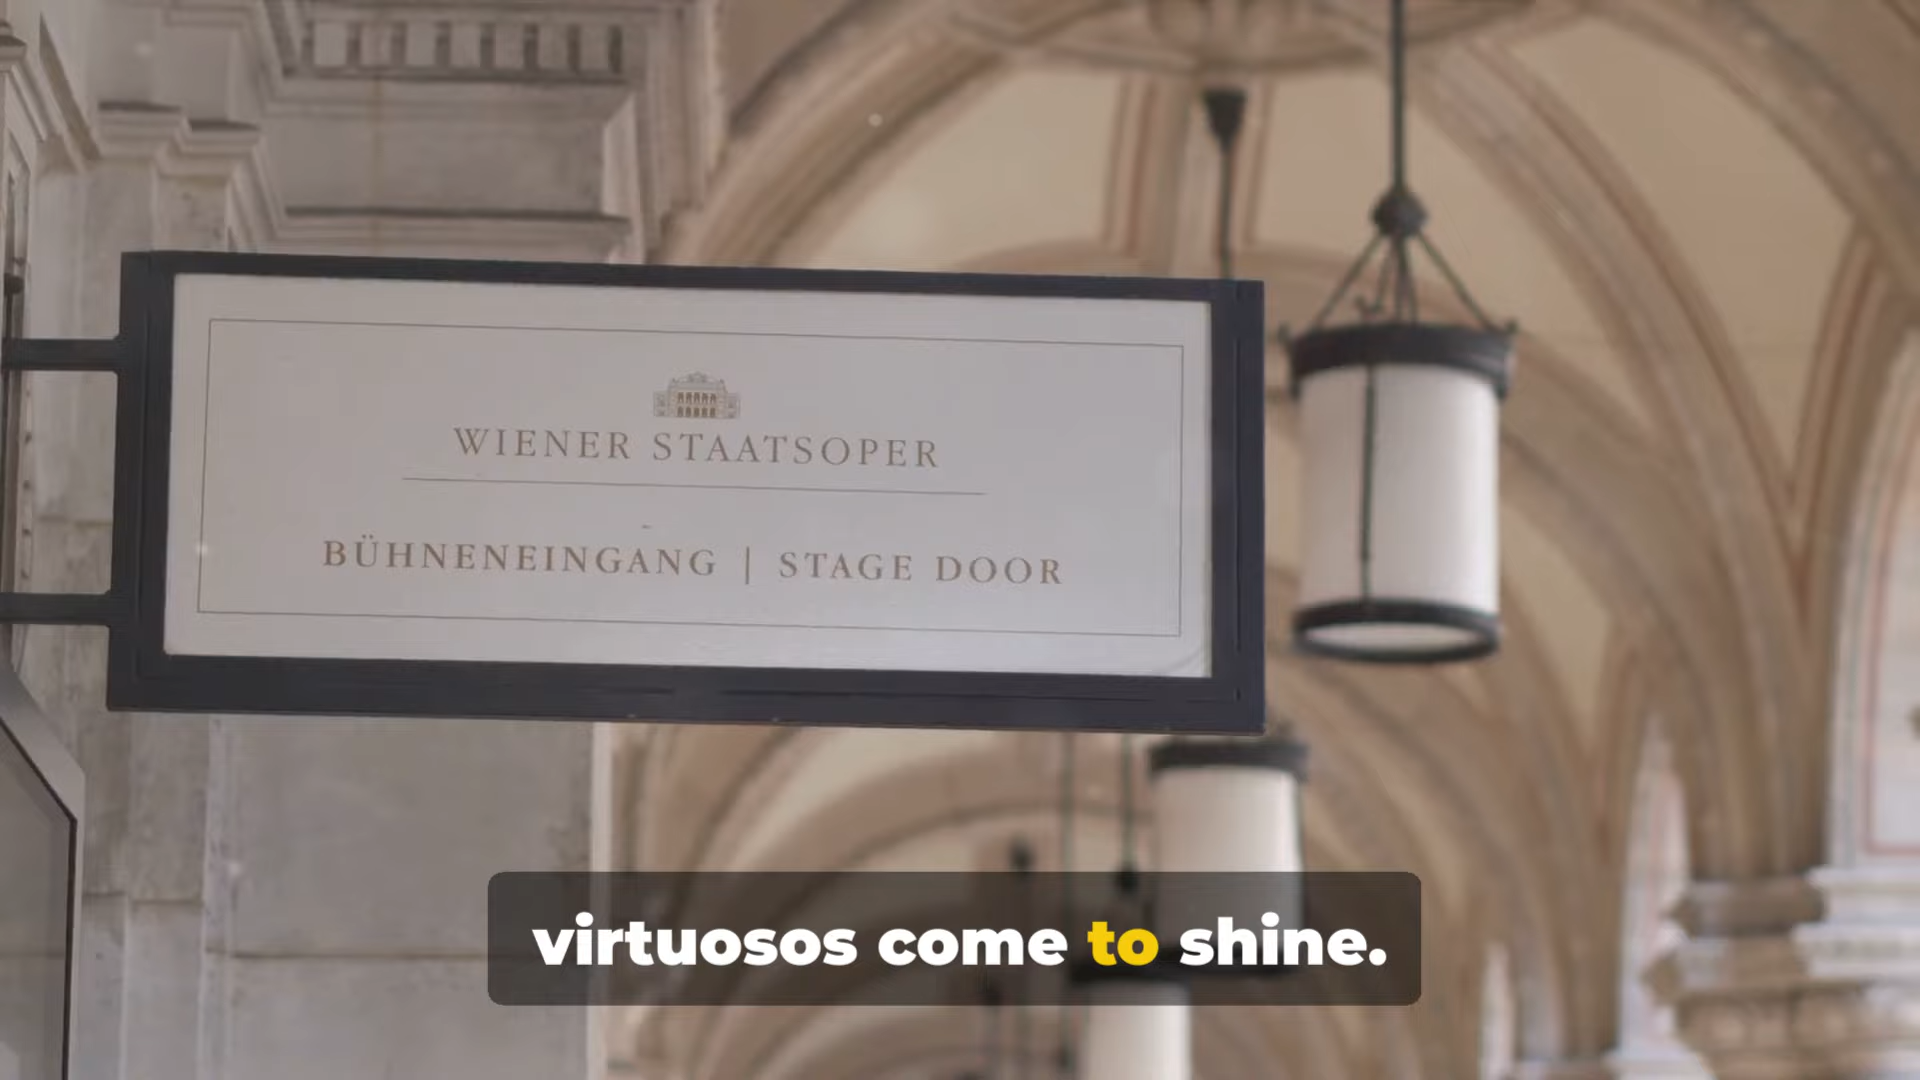 WIENER STAATSOPER
BÜHNENEINGANG | STAGE DOOR
virtuosos come to shine.